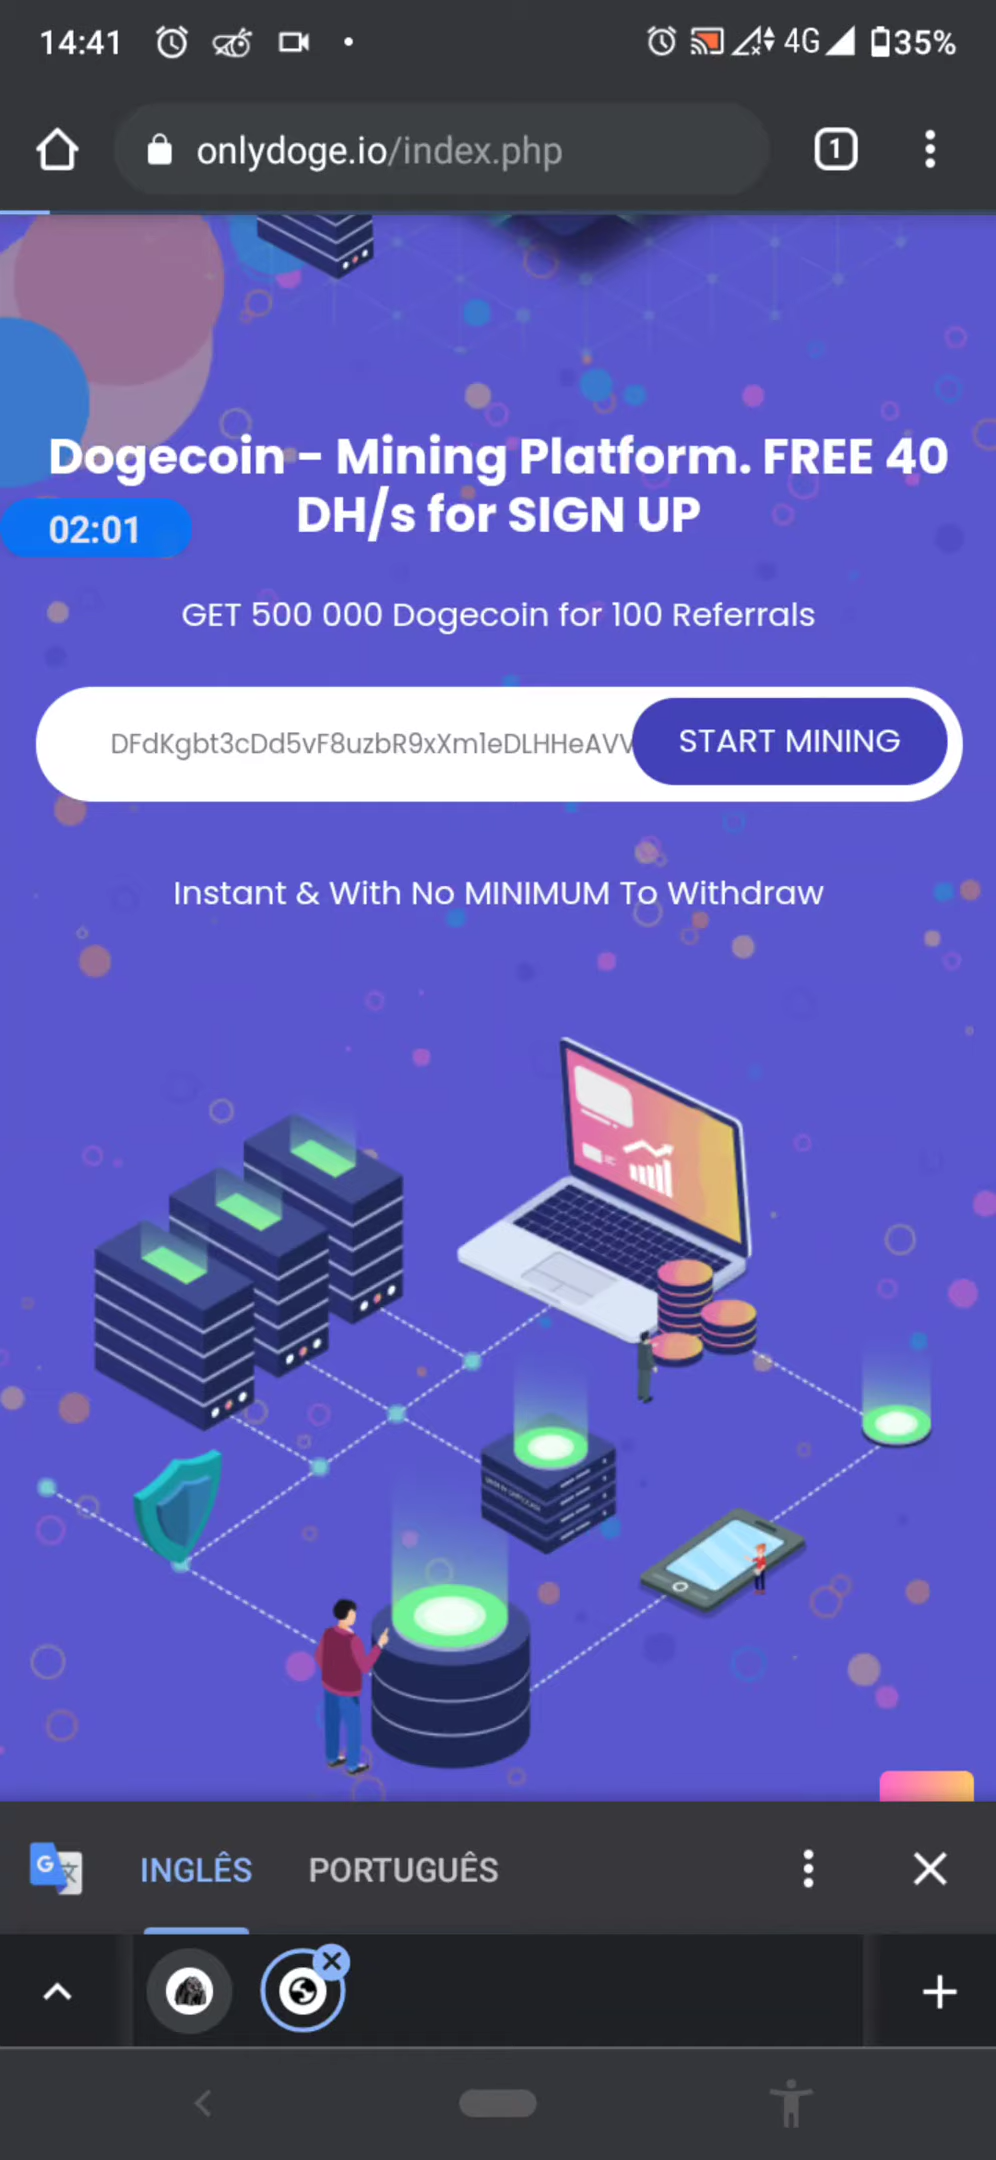 14:41 4G 35%
onlydoge.io/index.php
1
Dogecoin - Mining Platform. FREE 40
DH/s for SIGN UP
02:01
GET 500 000 Dogecoin for 100 Referrals
DFdKgbt3cDd5vF8uzbR9xXm1eDLHHeAVV
START MINING
Instant & With No MINIMUM To Withdraw
INGLÊS PORTUGUÊS